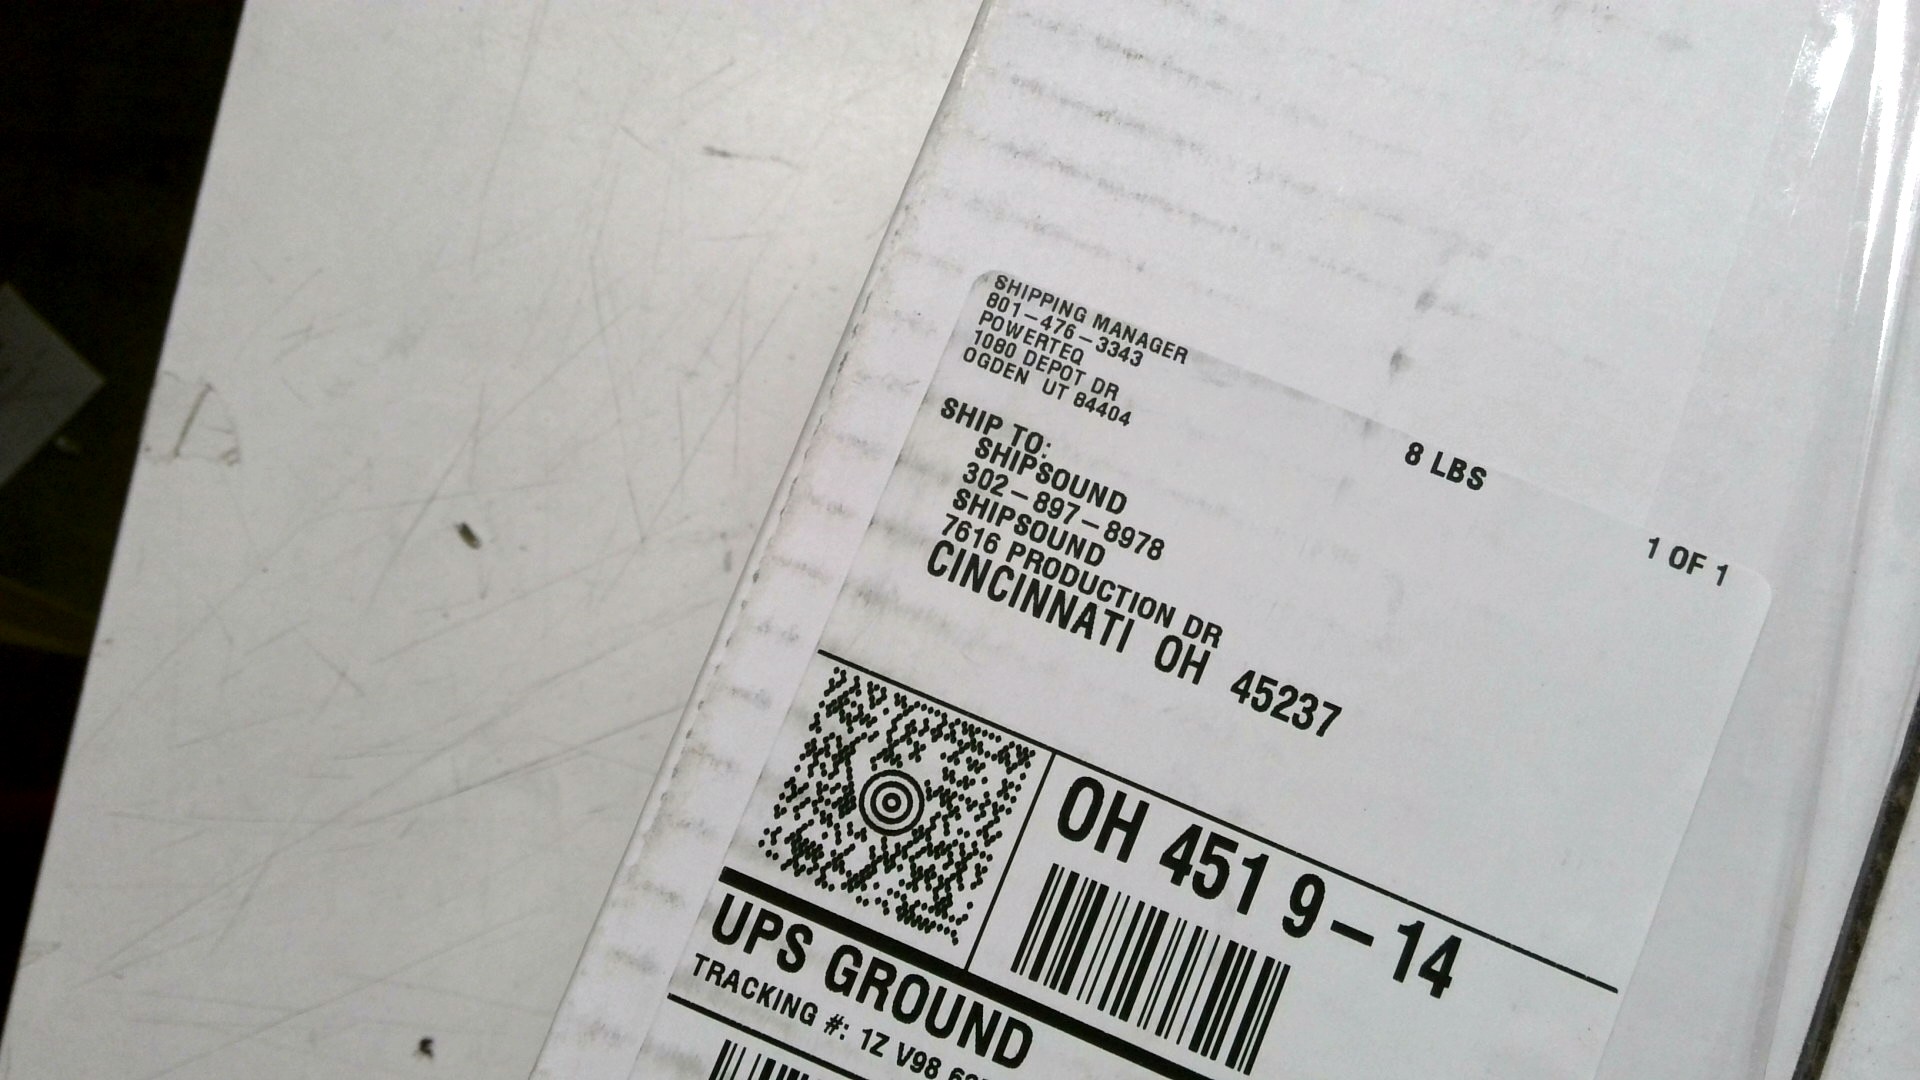 SHIPPING MANAGER
801-476-3343
POWERTEQ
1080 DEPOT DR
OGDEN UT 84404
8 LBS
1 OF 1
SHIP TO:
SHIPSOUND
302-897-8978
SHIPSOUND
7616 PRODUCTION DR
CINCINNATI OH 45237
OH 451 9-14
UPS GROUND
TRACKING #: 1Z V98